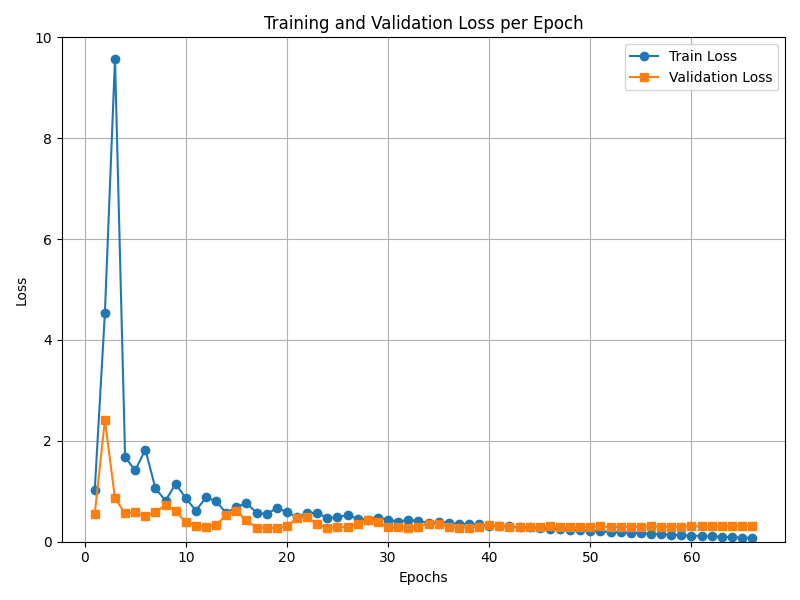 Training and Validation Loss per Epoch
Train Loss
Validation Loss
Loss
10
8
6
4
2
0
0 10 20 30 40 50 60
Epochs